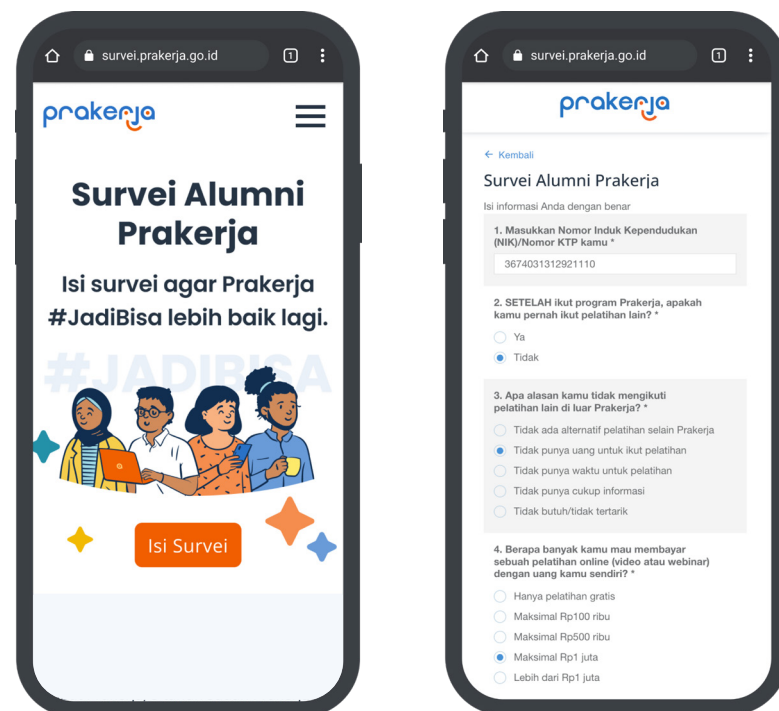 survei.prakerja.go.id
1
prakerja
Survei Alumni
Prakerja
Isi survei agar Prakerja
#JadiBisa lebih baik lagi.
#JADIBISA
Isi Survei
survei.prakerja.go.id
1
prakerja
← Kembali
Survei Alumni Prakerja
Isi informasi Anda dengan benar
1. Masukkan Nomor Induk Kependudukan
(NIK)/Nomor KTP kamu *
3674031312921110
2. SETELAH ikut program Prakerja, apakah
kamu pernah ikut pelatihan lain? *
Ya
Tidak
3. Apa alasan kamu tidak mengikuti
pelatihan lain di luar Prakerja? *
Tidak ada alternatif pelatihan selain Prakerja
Tidak punya uang untuk ikut pelatihan
Tidak punya waktu untuk pelatihan
Tidak punya cukup informasi
Tidak butuh/tidak tertarik
4. Berapa banyak kamu mau membayar
sebuah pelatihan online (video atau webinar)
dengan uang kamu sendiri? *
Hanya pelatihan gratis
Maksimal Rp100 ribu
Maksimal Rp500 ribu
Maksimal Rp1 juta
Lebih dari Rp1 juta